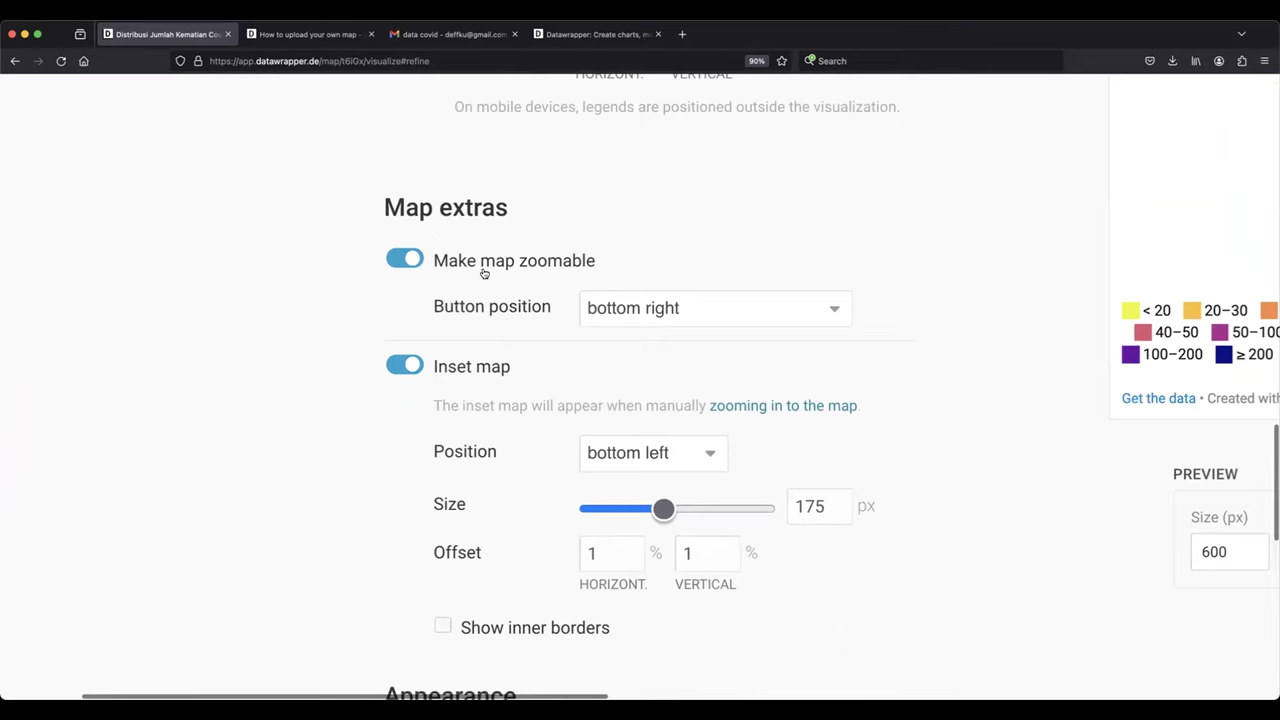 Distribusi Jumlah Kematian Cov
How to upload your own map -
data covid - deffku@gmail.com
Datawrapper: Create charts, m
https://app.datawrapper.de/map/t6iGx/visualize#refine
90%
Search
HORIZONT. VERTICAL
On mobile devices, legends are positioned outside the visualization.
Map extras
Make map zoomable
Button position bottom right
Inset map
The inset map will appear when manually zooming in to the map.
Position bottom left
Size 175 px
Offset 1 % 1 %
HORIZONT. VERTICAL
Show inner borders
Appearance
< 20 20–30
40–50 50–100
100–200 ≥ 200
Get the data • Created with
PREVIEW
Size (px)
600